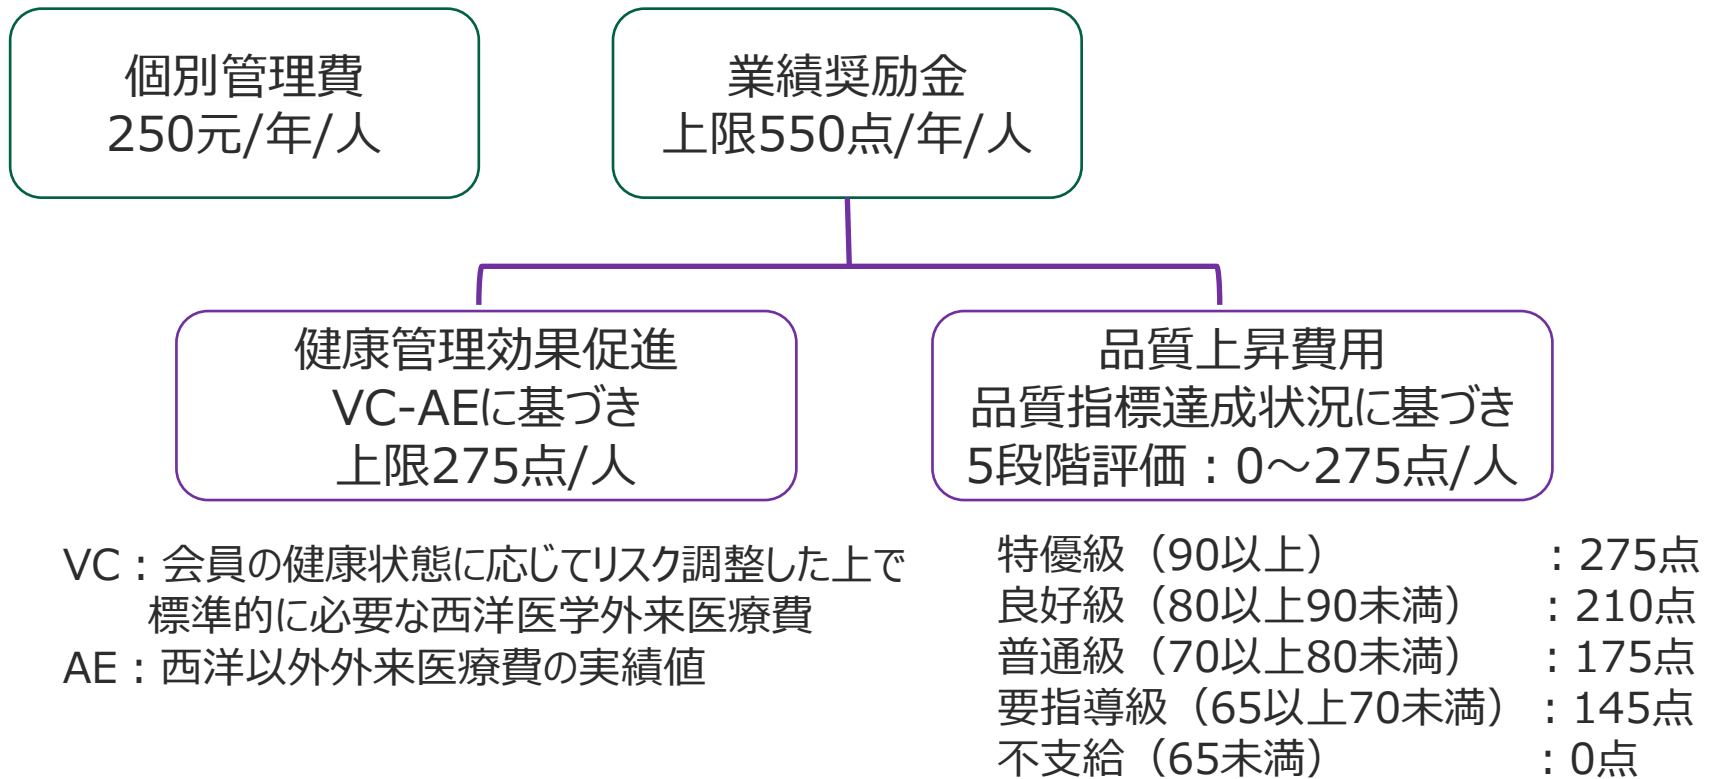 個別管理費
250元/年/人
業績奨励金
上限550点/年/人
健康管理効果促進
VC-AEに基づき
上限275点/人
品質上昇費用
品質指標達成状況に基づき
5段階評価：0～275点/人
VC：会員の健康状態に応じてリスク調整した上で
標準的に必要な西洋医学外来医療費
AE：西洋以外外来医療費の実績値
特優級（90以上）：275点
良好級（80以上90未満）：210点
普通級（70以上80未満）：175点
要指導級（65以上70未満）：145点
不支給（65未満）：0点